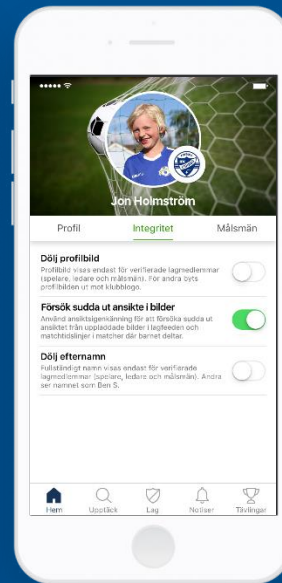 Jon Holmström
Profil
Integritet
Målsmän
Dölj profilbild
Profilbild visas endast för verifierade lagmedlemmar
(spelare, ledare och målsmän). För andra byts
profilbilden ut mot klubblogo.
Försök sudda ut ansikte i bilder
Använd ansiktsigenkänning för att försöka sudda ut
ansiktet från uppladdade bilder i lagfeeden och
matchtidslinjer i matcher där barnet deltar.
Dölj efternamn
Fullständigt namn visas endast för verifierade
lagmedlemmar (spelare, ledare och målsmän). Andra
ser namnet som Ben S.
Hem
Upptäck
Lag
Notiser
Tävlingar